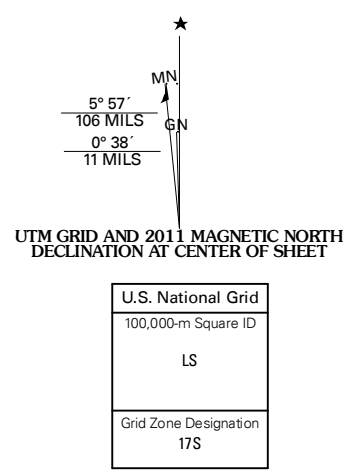 ★
MN
5° 57´
106 MILS
GN
0° 38´
11 MILS
UTM GRID AND 2011 MAGNETIC NORTH
DECLINATION AT CENTER OF SHEET
U.S. National Grid
100,000-m Square ID
LS
Grid Zone Designation
17S